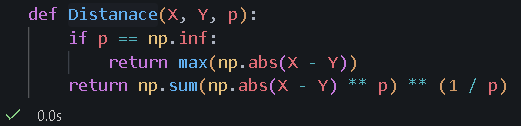 def Distanace(X, Y, p):
    if p == np.inf:
        return max(np.abs(X - Y))
    return np.sum(np.abs(X - Y) ** p) ** (1 / p)
0.0s